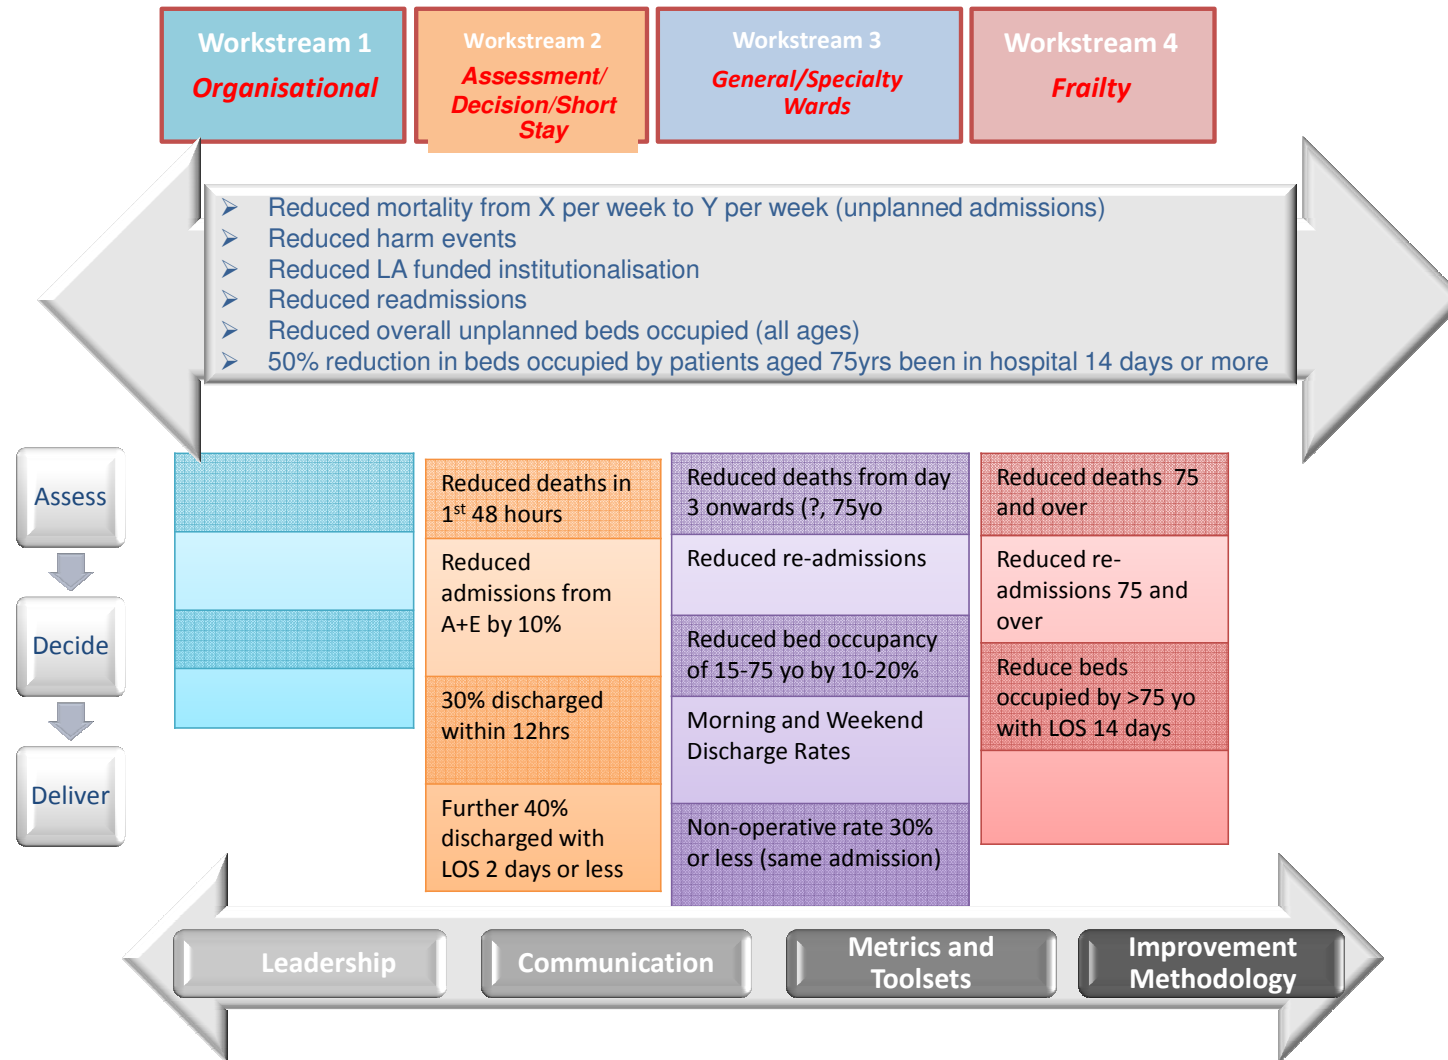 Workstream 1
Organisational
Workstream 2
Assessment/
Decision/Short
Stay
Workstream 3
General/Specialty
Wards
Workstream 4
Frailty
➢ Reduced mortality from X per week to Y per week (unplanned admissions)
➢ Reduced harm events
➢ Reduced LA funded institutionalisation
➢ Reduced readmissions
➢ Reduced overall unplanned beds occupied (all ages)
➢ 50% reduction in beds occupied by patients aged 75yrs been in hospital 14 days or more
Assess
Decide
Deliver
Reduced deaths in
1st 48 hours
Reduced
admissions from
A+E by 10%
30% discharged
within 12hrs
Further 40%
discharged with
LOS 2 days or less
Reduced deaths from day
3 onwards (?, 75yo
Reduced re-admissions
Reduced bed occupancy
of 15-75 yo by 10-20%
Morning and Weekend
Discharge Rates
Non-operative rate 30%
or less (same admission)
Reduced deaths 75
and over
Reduced re-
admissions 75 and
over
Reduce beds
occupied by >75 yo
with LOS 14 days
Leadership
Communication
Metrics and
Toolsets
Improvement
Methodology